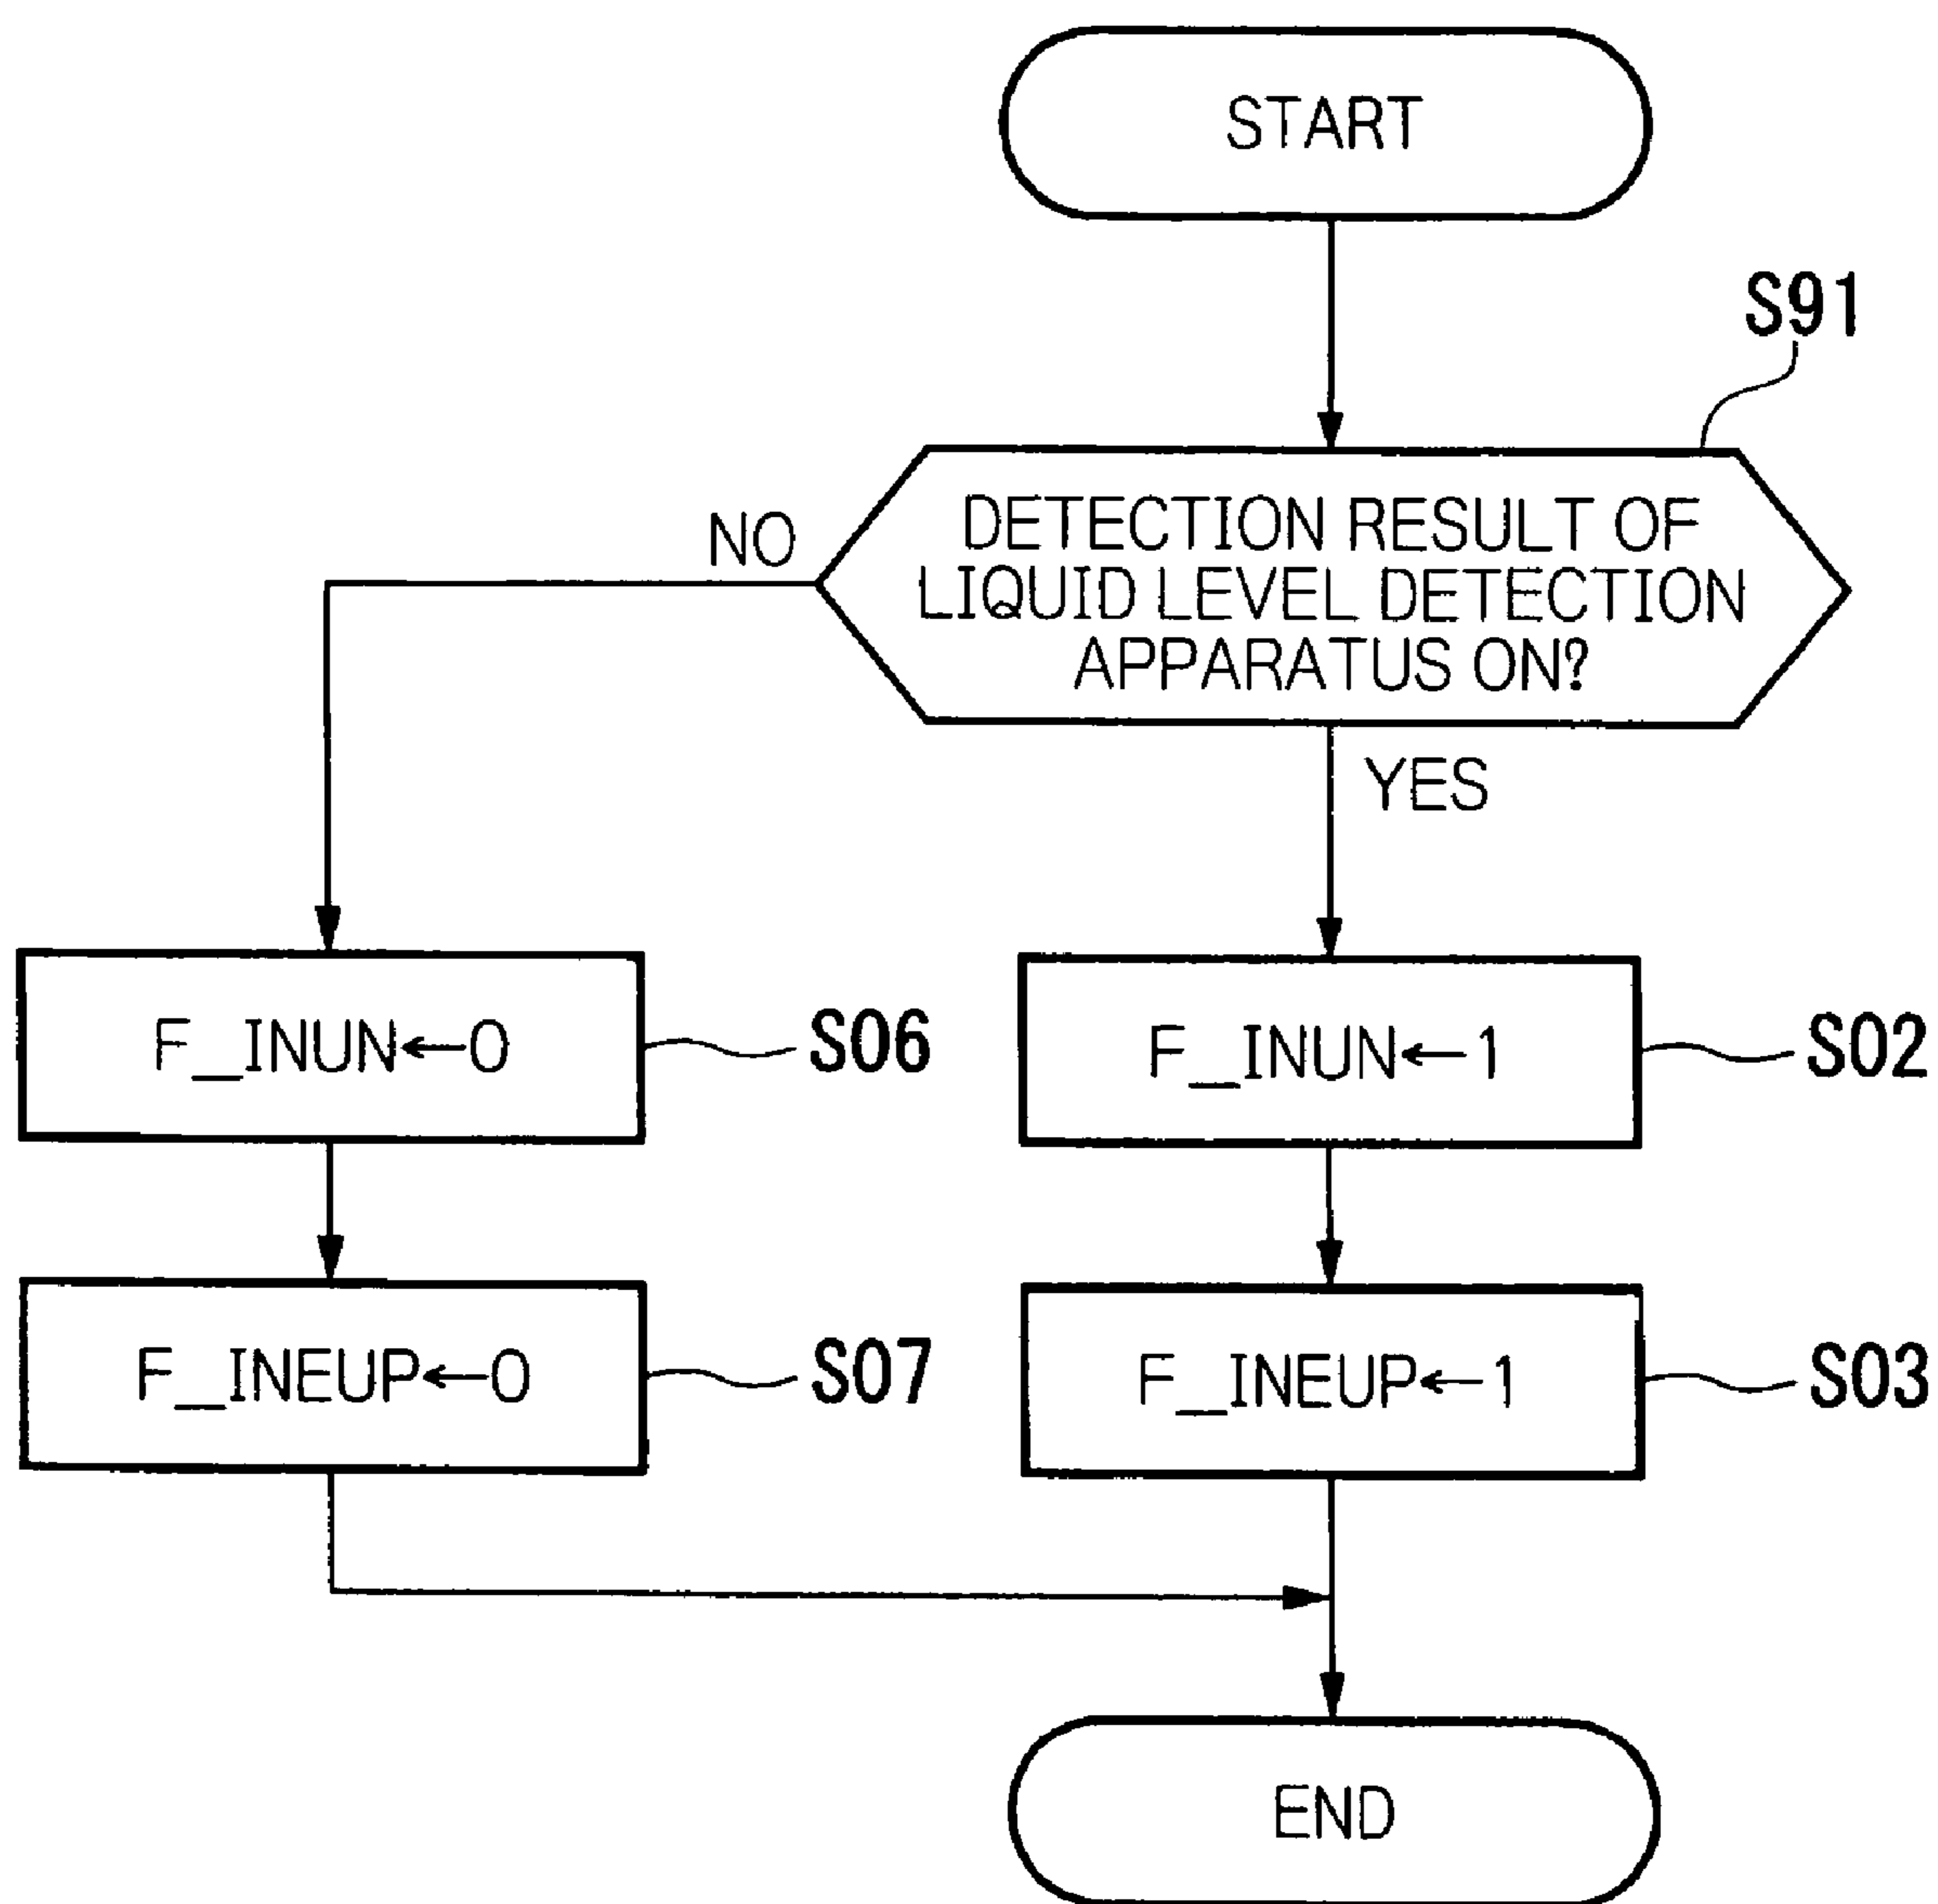 START
S91
DETECTION RESULT OF
LIQUID LEVEL DETECTION
APPARATUS ON?
NO
YES
F_INUN←0
S06
F_INUN←1
S02
F_INEUP←0
S07
F_INEUP←1
S03
END